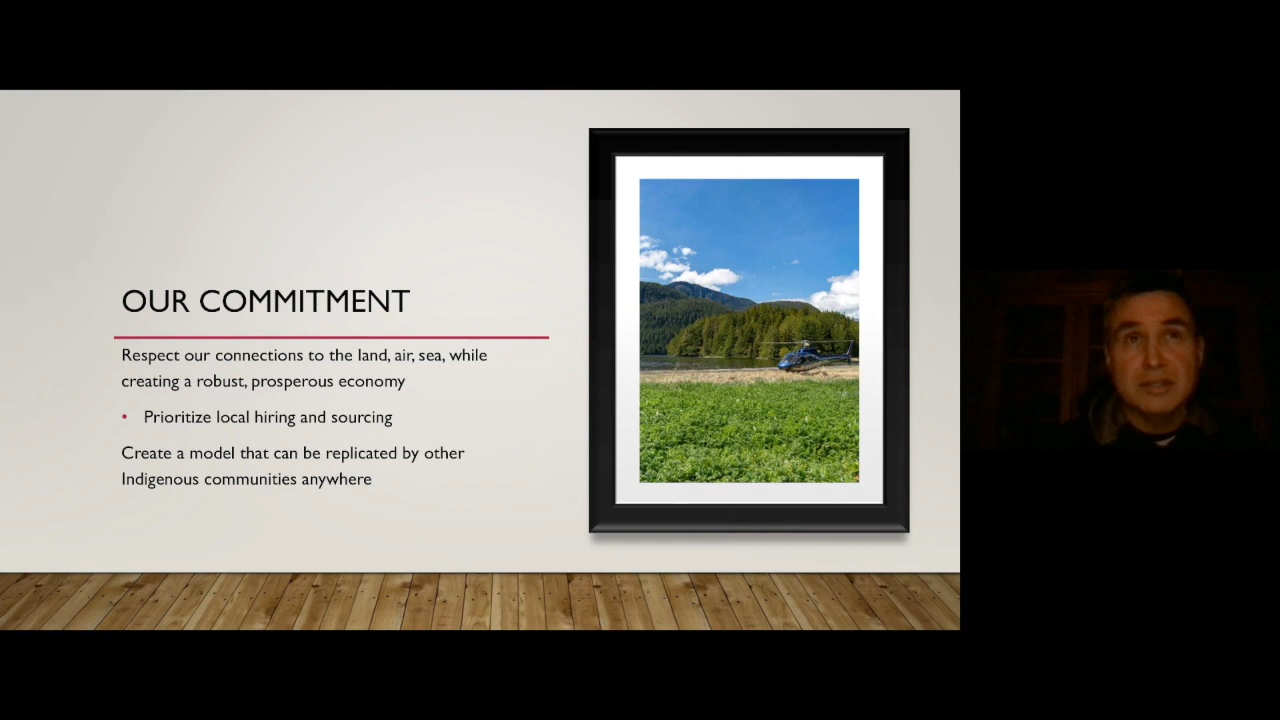 OUR COMMITMENT
Respect our connections to the land, air, sea, while
creating a robust, prosperous economy
• Prioritize local hiring and sourcing
Create a model that can be replicated by other
Indigenous communities anywhere